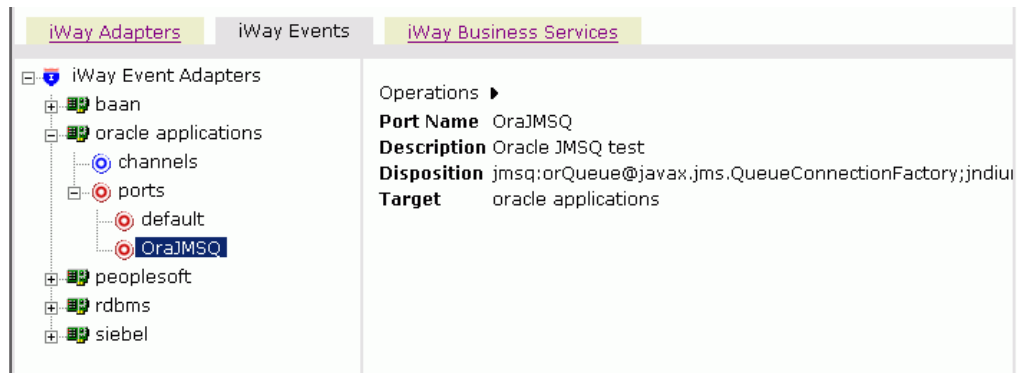 iWay Adapters iWay Events iWay Business Services
iWay Event Adapters
baan
oracle applications
channels
ports
default
OraJMSQ
peoplesoft
rdbms
siebel
Operations
Port Name OraJMSQ
Description Oracle JMSQ test
Disposition jmsq:orQueue@javax.jms.QueueConnectionFactory;jndiur
Target oracle applications